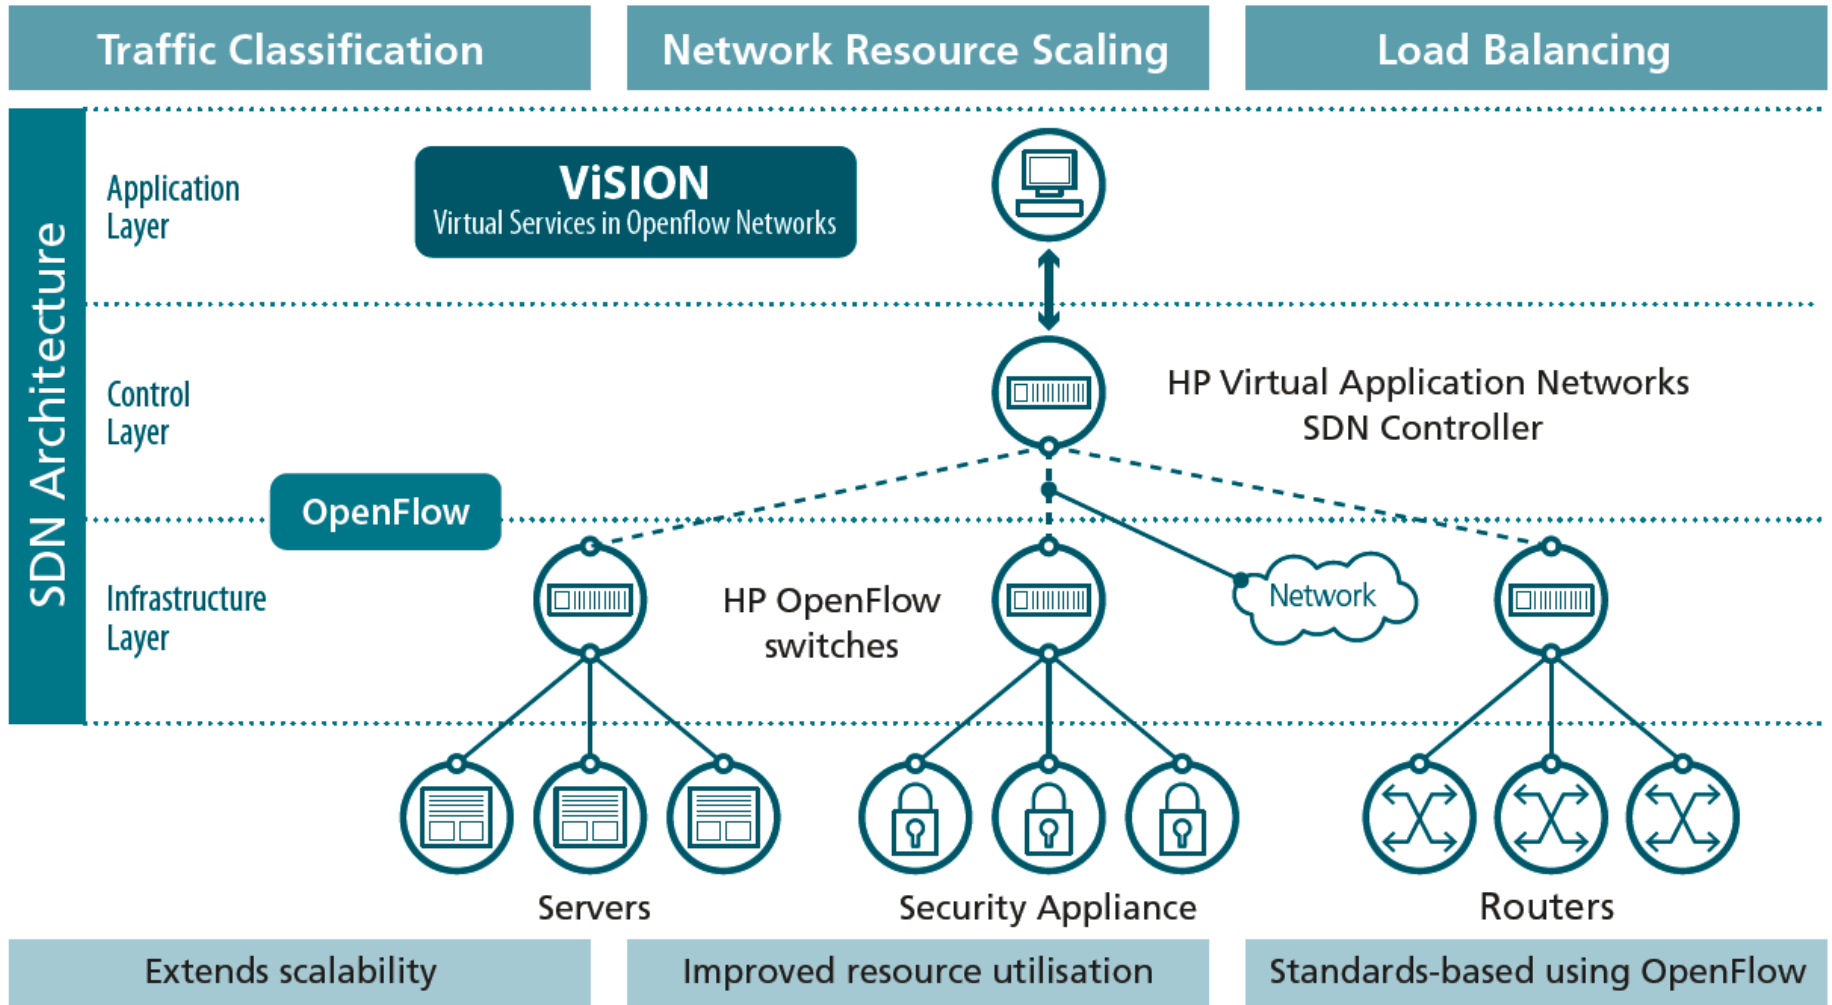 Traffic Classification
Network Resource Scaling
Load Balancing
SDN Architecture
Application
Layer
ViSION
Virtual Services in Openflow Networks
Control
Layer
HP Virtual Application Networks
SDN Controller
OpenFlow
Infrastructure
Layer
HP OpenFlow
switches
Network
Servers
Security Appliance
Routers
Extends scalability
Improved resource utilisation
Standards-based using OpenFlow